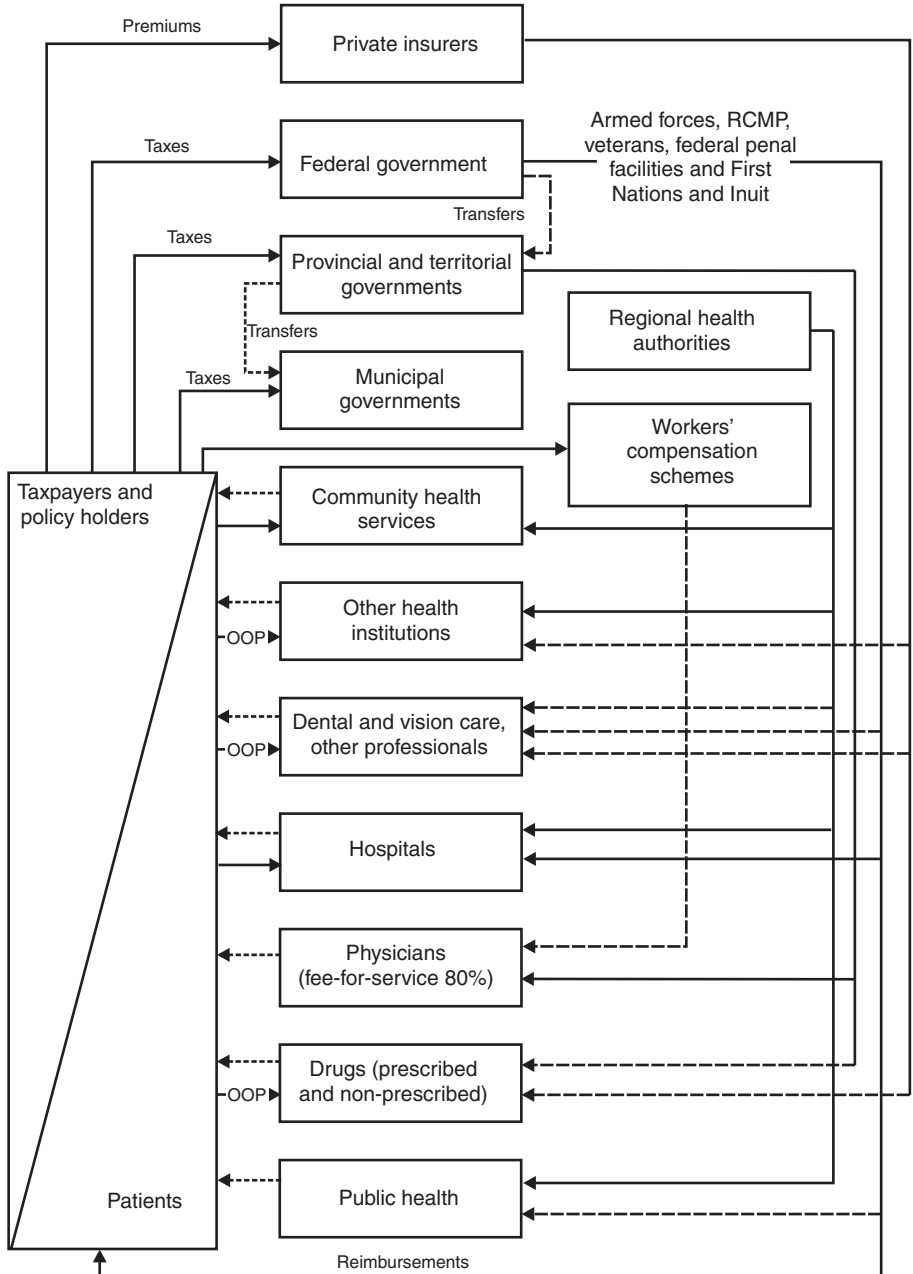 Premiums
Private insurers
Taxes
Federal government
Armed forces, RCMP,
veterans, federal penal
facilities and First
Nations and Inuit
Transfers
Taxes
Provincial and territorial
governments
Transfers
Regional health
authorities
Taxes
Municipal
governments
Workers'
compensation
schemes
Taxpayers and
policy holders
Community health
services
Other health
institutions
OOP
Dental and vision care,
other professionals
OOP
Hospitals
Physicians
(fee-for-service 80%)
Drugs (prescribed
and non-prescribed)
OOP
Patients
Public health
Reimbursements